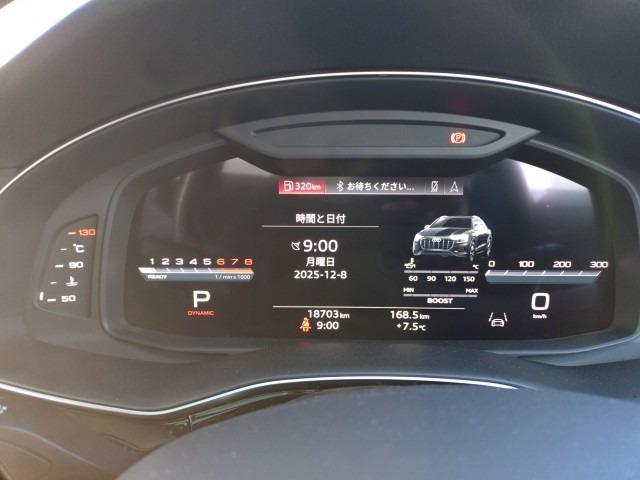 (P)
320km お待ちください...
時間と日付
9:00
月曜日
2025-12-8
130
°C
90
50
1 2 3 4 5 6 7 8
READY 1 / min x 1000
P
DYNAMIC
°C
60 90 120 150
MIN MAX
BOOST
0 100 200 300
0
km/h
18703km 168.5km
9:00 +7.5°C